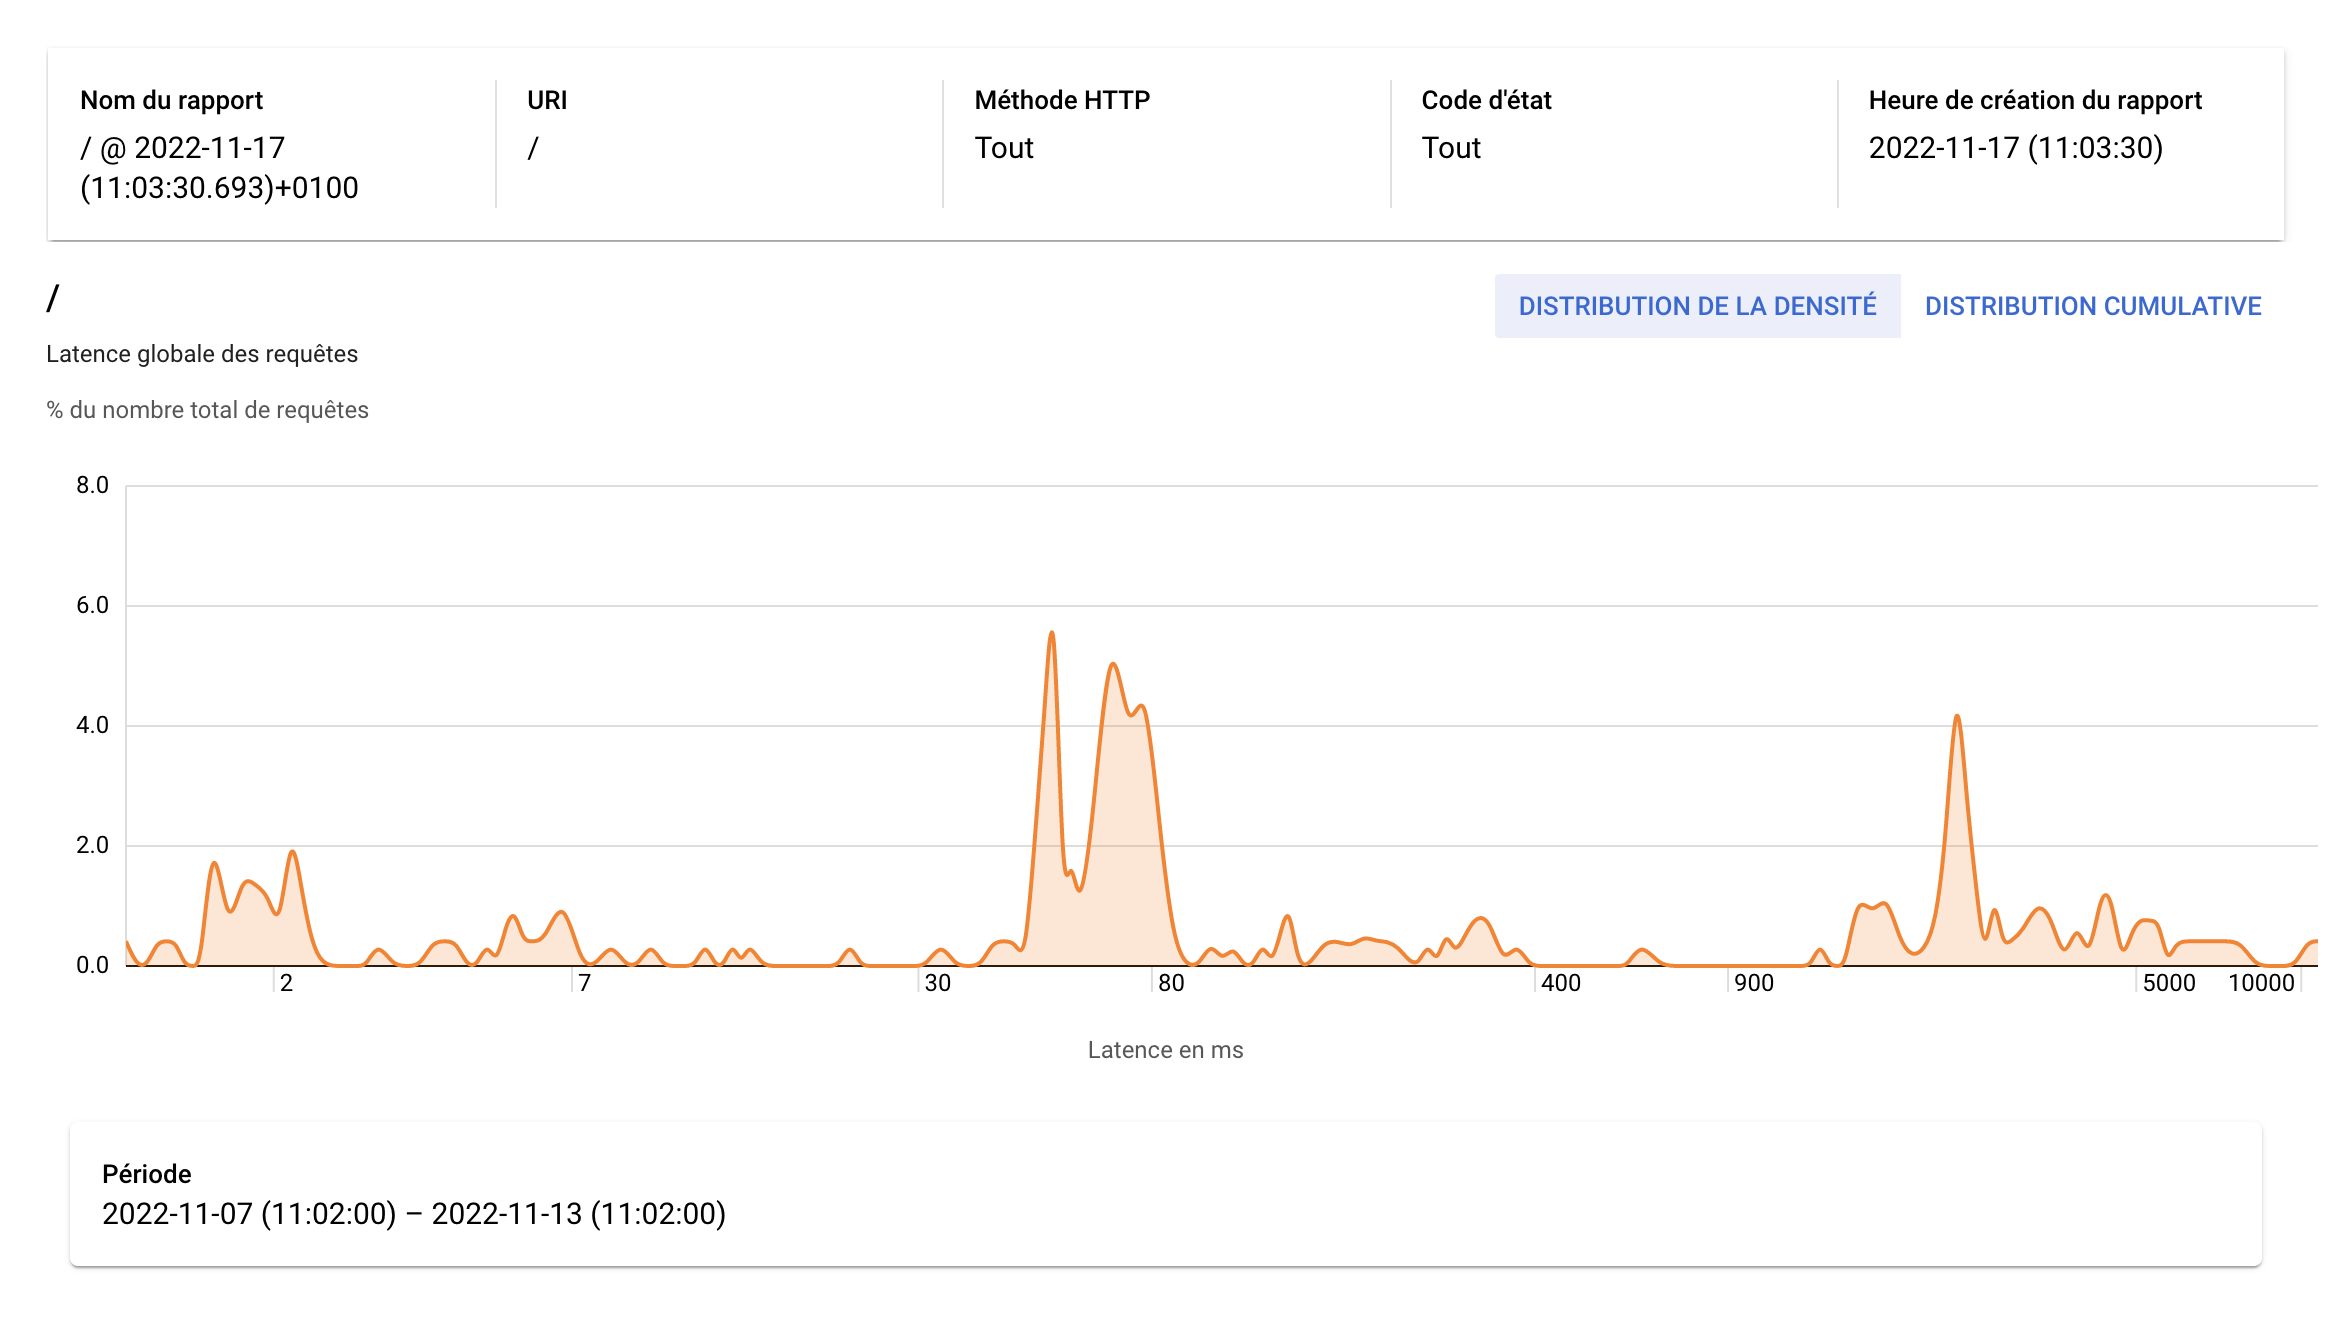 Nom du rapport
/ @ 2022-11-17
(11:03:30.693)+0100
URI
/
Méthode HTTP
Tout
Code d'état
Tout
Heure de création du rapport
2022-11-17 (11:03:30)
/
DISTRIBUTION DE LA DENSITÉ
DISTRIBUTION CUMULATIVE
Latence globale des requêtes
% du nombre total de requêtes
8.0
6.0
4.0
2.0
0.0
2
7
30
80
400
900
5000
10000
Latence en ms
Période
2022-11-07 (11:02:00) – 2022-11-13 (11:02:00)